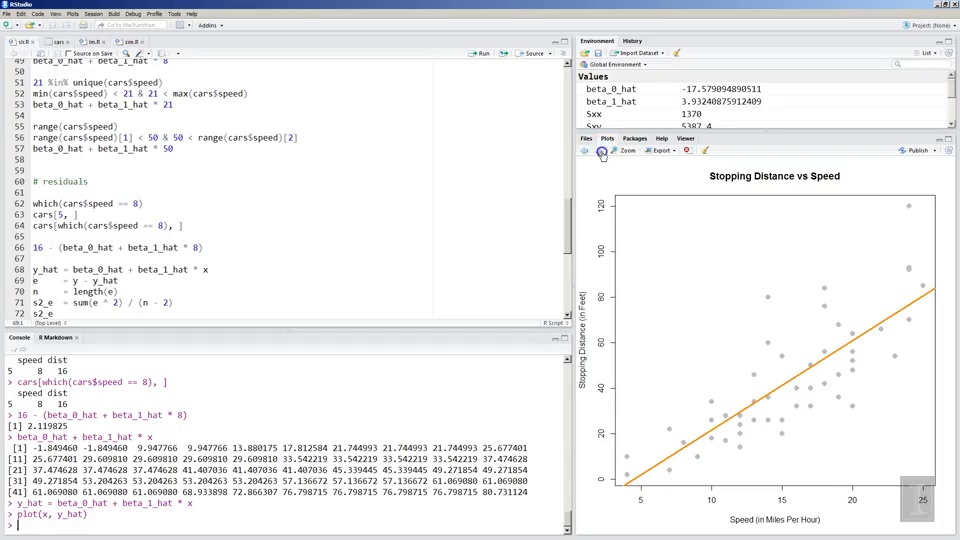 RStudio
File Edit Code View Plots Session Build Debug Profile Tools Help
Go to file/function
Addins
Project: (None)
slr.R
cars
lm.R
sim.R
Source on Save
Run
Source
49 beta_0_hat + beta_1_hat * 8
50
51 21 %in% unique(cars$speed)
52 min(cars$speed) < 21 & 21 < max(cars$speed)
53 beta_0_hat + beta_1_hat * 21
54
55 range(cars$speed)
56 range(cars$speed)[1] < 50 & 50 < range(cars$speed)[2]
57 beta_0_hat + beta_1_hat * 50
58
59
60 # residuals
61
62 which(cars$speed == 8)
63 cars[5, ]
64 cars[which(cars$speed == 8), ]
65
66 16 - (beta_0_hat + beta_1_hat * 8)
67
68 y_hat = beta_0_hat + beta_1_hat * x
69 e     = y - y_hat
70 n     = length(e)
71 s2_e  = sum(e ^ 2) / (n - 2)
72 s2_e
69:1 (Top Level)
R Script
Console R Markdown
~/
speed dist
5 8 16
> cars[which(cars$speed == 8), ]
speed dist
5 8 16
> 16 - (beta_0_hat + beta_1_hat * 8)
[1] 2.119825
> beta_0_hat + beta_1_hat * x
[1] -1.849460 -1.849460 9.947766 9.947766 13.880175 17.812584 21.744993 21.744993 21.744993 25.677401
[11] 25.677401 29.609810 29.609810 29.609810 29.609810 33.542219 33.542219 33.542219 33.542219 37.474628
[21] 37.474628 37.474628 37.474628 41.407036 41.407036 41.407036 45.339445 45.339445 49.271854 49.271854
[31] 49.271854 53.204263 53.204263 53.204263 53.204263 57.136672 57.136672 57.136672 61.069080 61.069080
[41] 61.069080 61.069080 61.069080 68.933898 72.866307 76.798715 76.798715 76.798715 76.798715 80.731124
> y_hat = beta_0_hat + beta_1_hat * x
> plot(x, y_hat)
>
Environment History
Import Dataset
List
Global Environment
Values
beta_0_hat -17.579094890511
beta_1_hat 3.93240875912409
Sxx 1370
Sxy 5387.4
Files Plots Packages Help Viewer
Zoom
Export
Publish
Stopping Distance vs Speed
Stopping Distance (in Feet)
120
100
80
60
40
20
0
5 10 15 20 25
Speed (in Miles Per Hour)
I